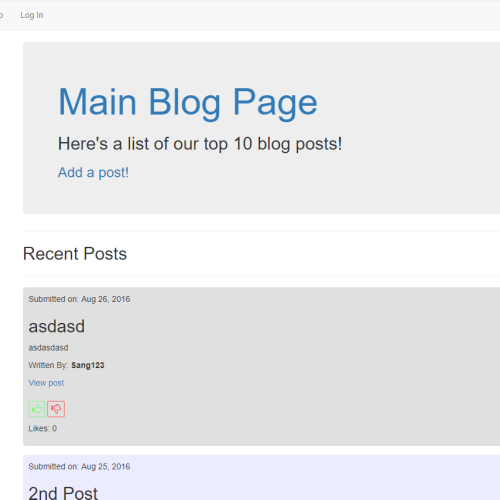 Log In
Main Blog Page
Here's a list of our top 10 blog posts!
Add a post!
Recent Posts
Submitted on: Aug 26, 2016
asdasd
asdasdasd
Written By: Sang123
View post
Likes: 0
Submitted on: Aug 25, 2016
2nd Post